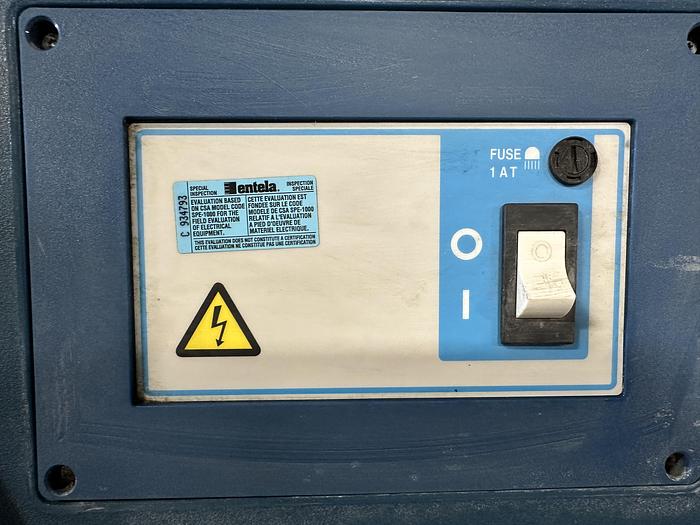 C 934793
SPECIAL
INSPECTION
entela.
INSPECTION
SPÉCIALE
EVALUATION BASED
ON CSA MODEL CODE
SPE-1000 FOR THE
FIELD EVALUATION
OF ELECTRICAL
EQUIPMENT.
CETTE ÉVALUATION EST
FONDÉE SUR LE CODE
MODÈLE DE CSA SPE-1000
RELATIF À L'ÉVALUATION
À PIED D'OEUVRE DE
MATÉRIEL ÉLECTRIQUE.
THIS EVALUATION DOES NOT CONSTITUTE A CERTIFICATION
CETTE ÉVALUATION NE CONSTITUE PAS UNE CERTIFICATION
FUSE
1 A T
O
I